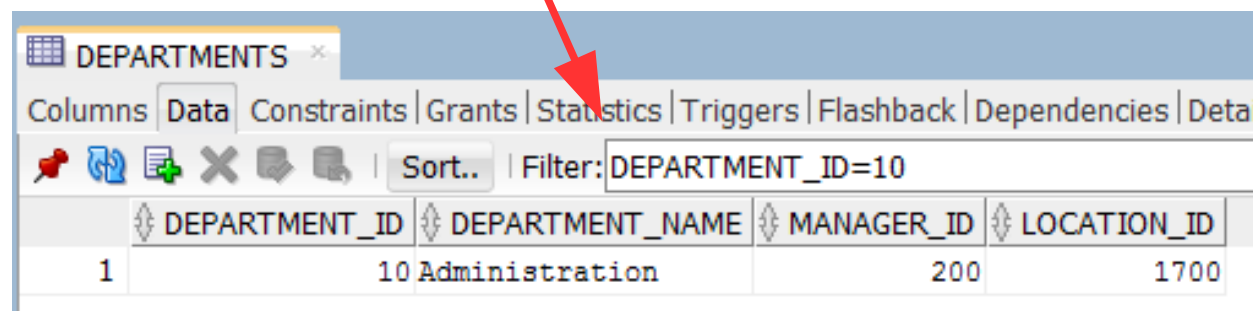 DEPARTMENTS
Columns Data Constraints Grants Statistics Triggers Flashback Dependencies Deta
Sort.. Filter: DEPARTMENT_ID=10
DEPARTMENT_ID DEPARTMENT_NAME MANAGER_ID LOCATION_ID
1 10 Administration 200 1700